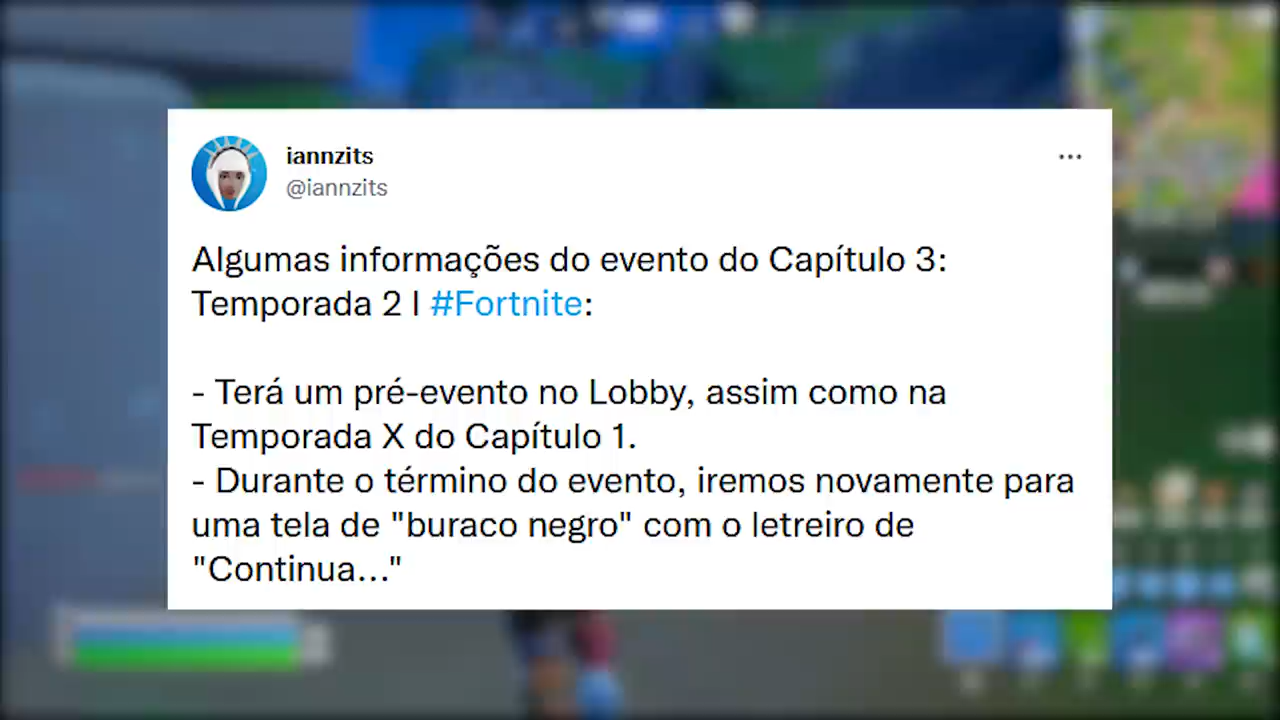 iannzits
@iannzits
Algumas informações do evento do Capítulo 3:
Temporada 2 | #Fortnite:
- Terá um pré-evento no Lobby, assim como na
Temporada X do Capítulo 1.
- Durante o término do evento, iremos novamente para
uma tela de "buraco negro" com o letreiro de
"Continua..."